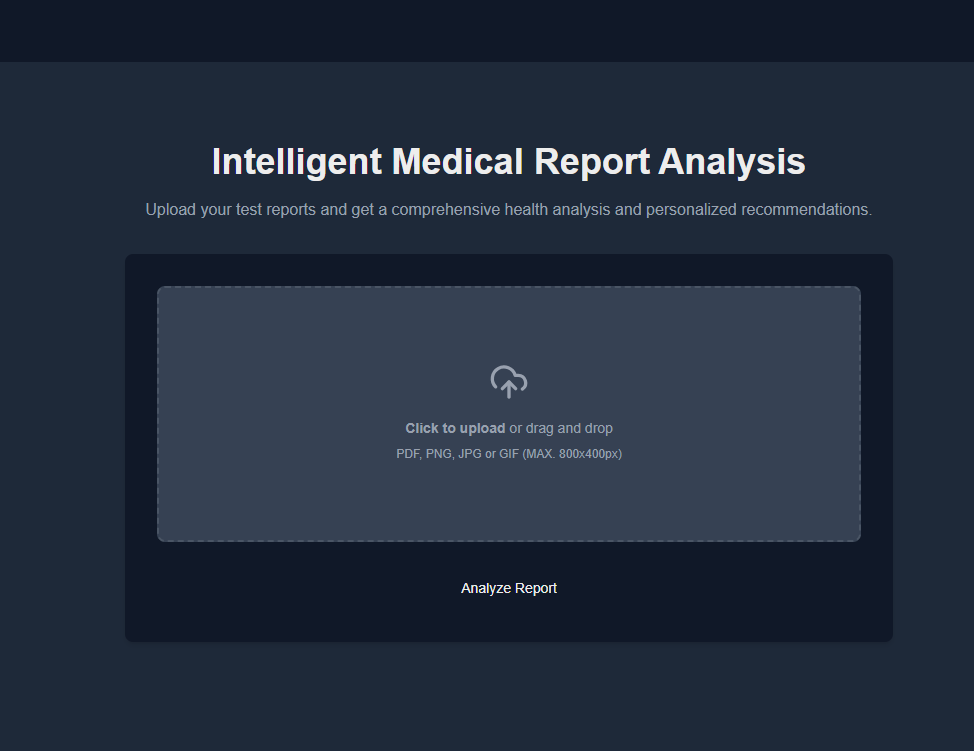 Intelligent Medical Report Analysis
Upload your test reports and get a comprehensive health analysis and personalized recommendations.
Click to upload or drag and drop
PDF, PNG, JPG or GIF (MAX. 800x400px)
Analyze Report